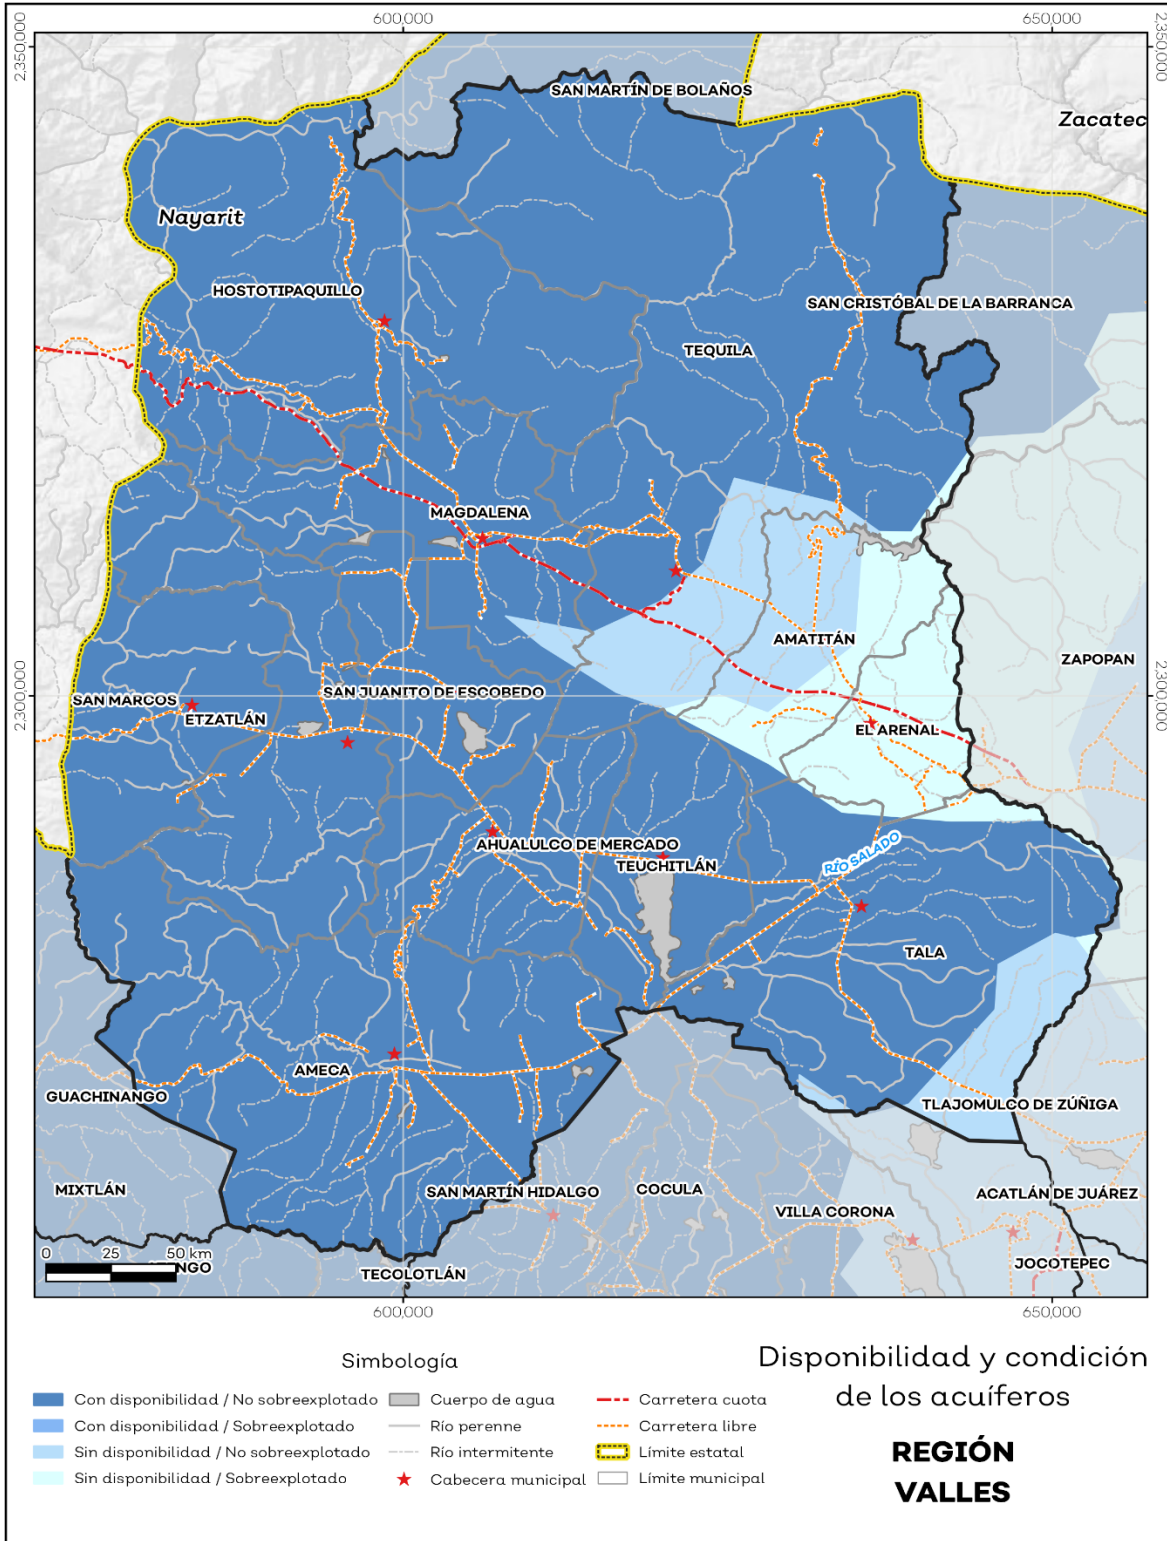 600,000
650,000
2,350,000
2,350,000
SAN MARTÍN DE BOLAÑOS
Zacatec
Nayarit
HOSTOTIPAQUILLO
SAN CRISTÓBAL DE LA BARRANCA
TEQUILA
MAGDALENA
AMATITÁN
ZAPOPAN
2,300,000
2,300,000
SAN MARCOS
SAN JUANITO DE ESCOBEDO
ETZATLÁN
EL ARENAL
AHUALULCO DE MERCADO
TEUCHITLÁN
RÍO SALADO
TALA
AMECA
GUACHINANGO
TLAJOMULCO DE ZÚÑIGA
MIXTLÁN
SAN MARTÍN HIDALGO
COCULA
ACATLÁN DE JUÁREZ
VILLA CORONA
0 25 50 km
NGO
TECOLOTLÁN
JOCOTEPEC
600,000
650,000
Simbología
Con disponibilidad / No sobreexplotado
Con disponibilidad / Sobreexplotado
Sin disponibilidad / No sobreexplotado
Sin disponibilidad / Sobreexplotado
Cuerpo de agua
Río perenne
Río intermitente
Cabecera municipal
Carretera cuota
Carretera libre
Límite estatal
Límite municipal
Disponibilidad y condición
de los acuíferos
REGIÓN
VALLES